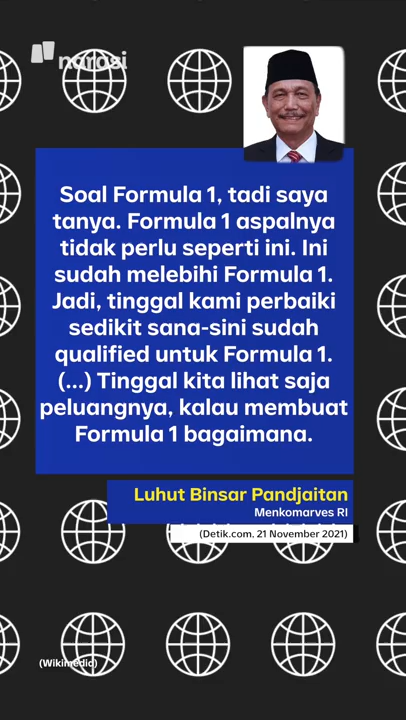 narasi
Soal Formula 1, tadi saya
tanya. Formula 1 aspalnya
tidak perlu seperti ini. Ini
sudah melebihi Formula 1.
Jadi, tinggal kami perbaiki
sedikit sana-sini sudah
qualified untuk Formula 1.
(...) Tinggal kita lihat saja
peluangnya, kalau membuat
Formula 1 bagaimana.
Luhut Binsar Pandjaitan
Menkomarves RI
(Detik.com, 21 November 2021)
(Wikimedia)